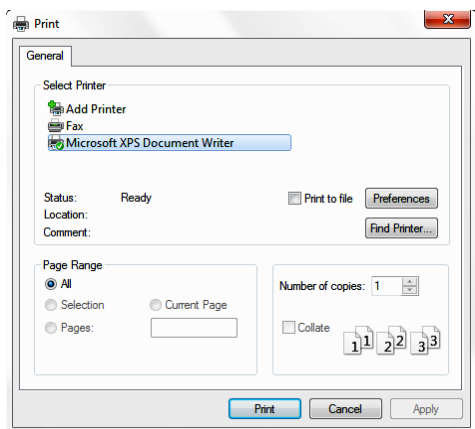 Print
General
Select Printer
Add Printer
Fax
Microsoft XPS Document Writer
Status: Ready
Print to file
Preferences
Location:
Comment:
Find Printer...
Page Range
All
Selection
Current Page
Pages:
Number of copies: 1
Collate
1 1 2 2 3 3
Print Cancel Apply